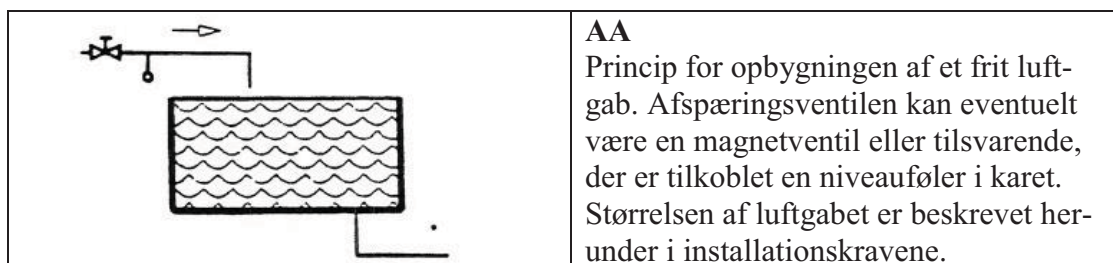 AA
Princip for opbygningen af et frit luft-
gab. Afspæringsventilen kan eventuelt
være en magnetventil eller tilsvarende,
der er tilkoblet en niveauføler i karet.
Størrelsen af luftgabet er beskrevet her-
under i installationskravene.